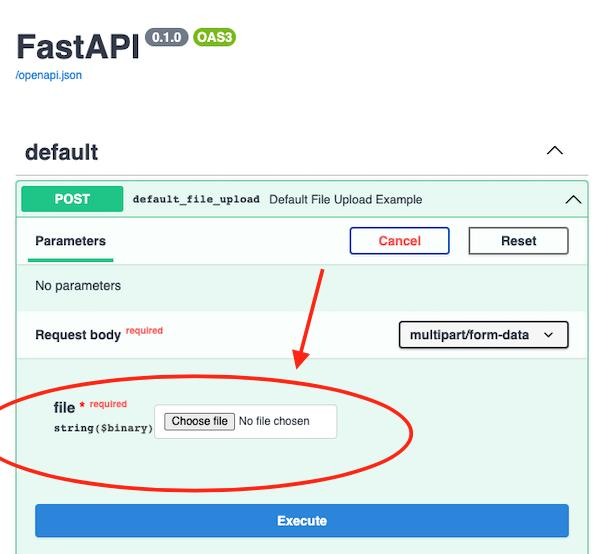 FastAPI 0.1.0 OAS3
/openapi.json
default
POST default_file_upload Default File Upload Example
Parameters Cancel Reset
No parameters
Request body required multipart/form-data
file * required
string($binary) Choose file No file chosen
Execute